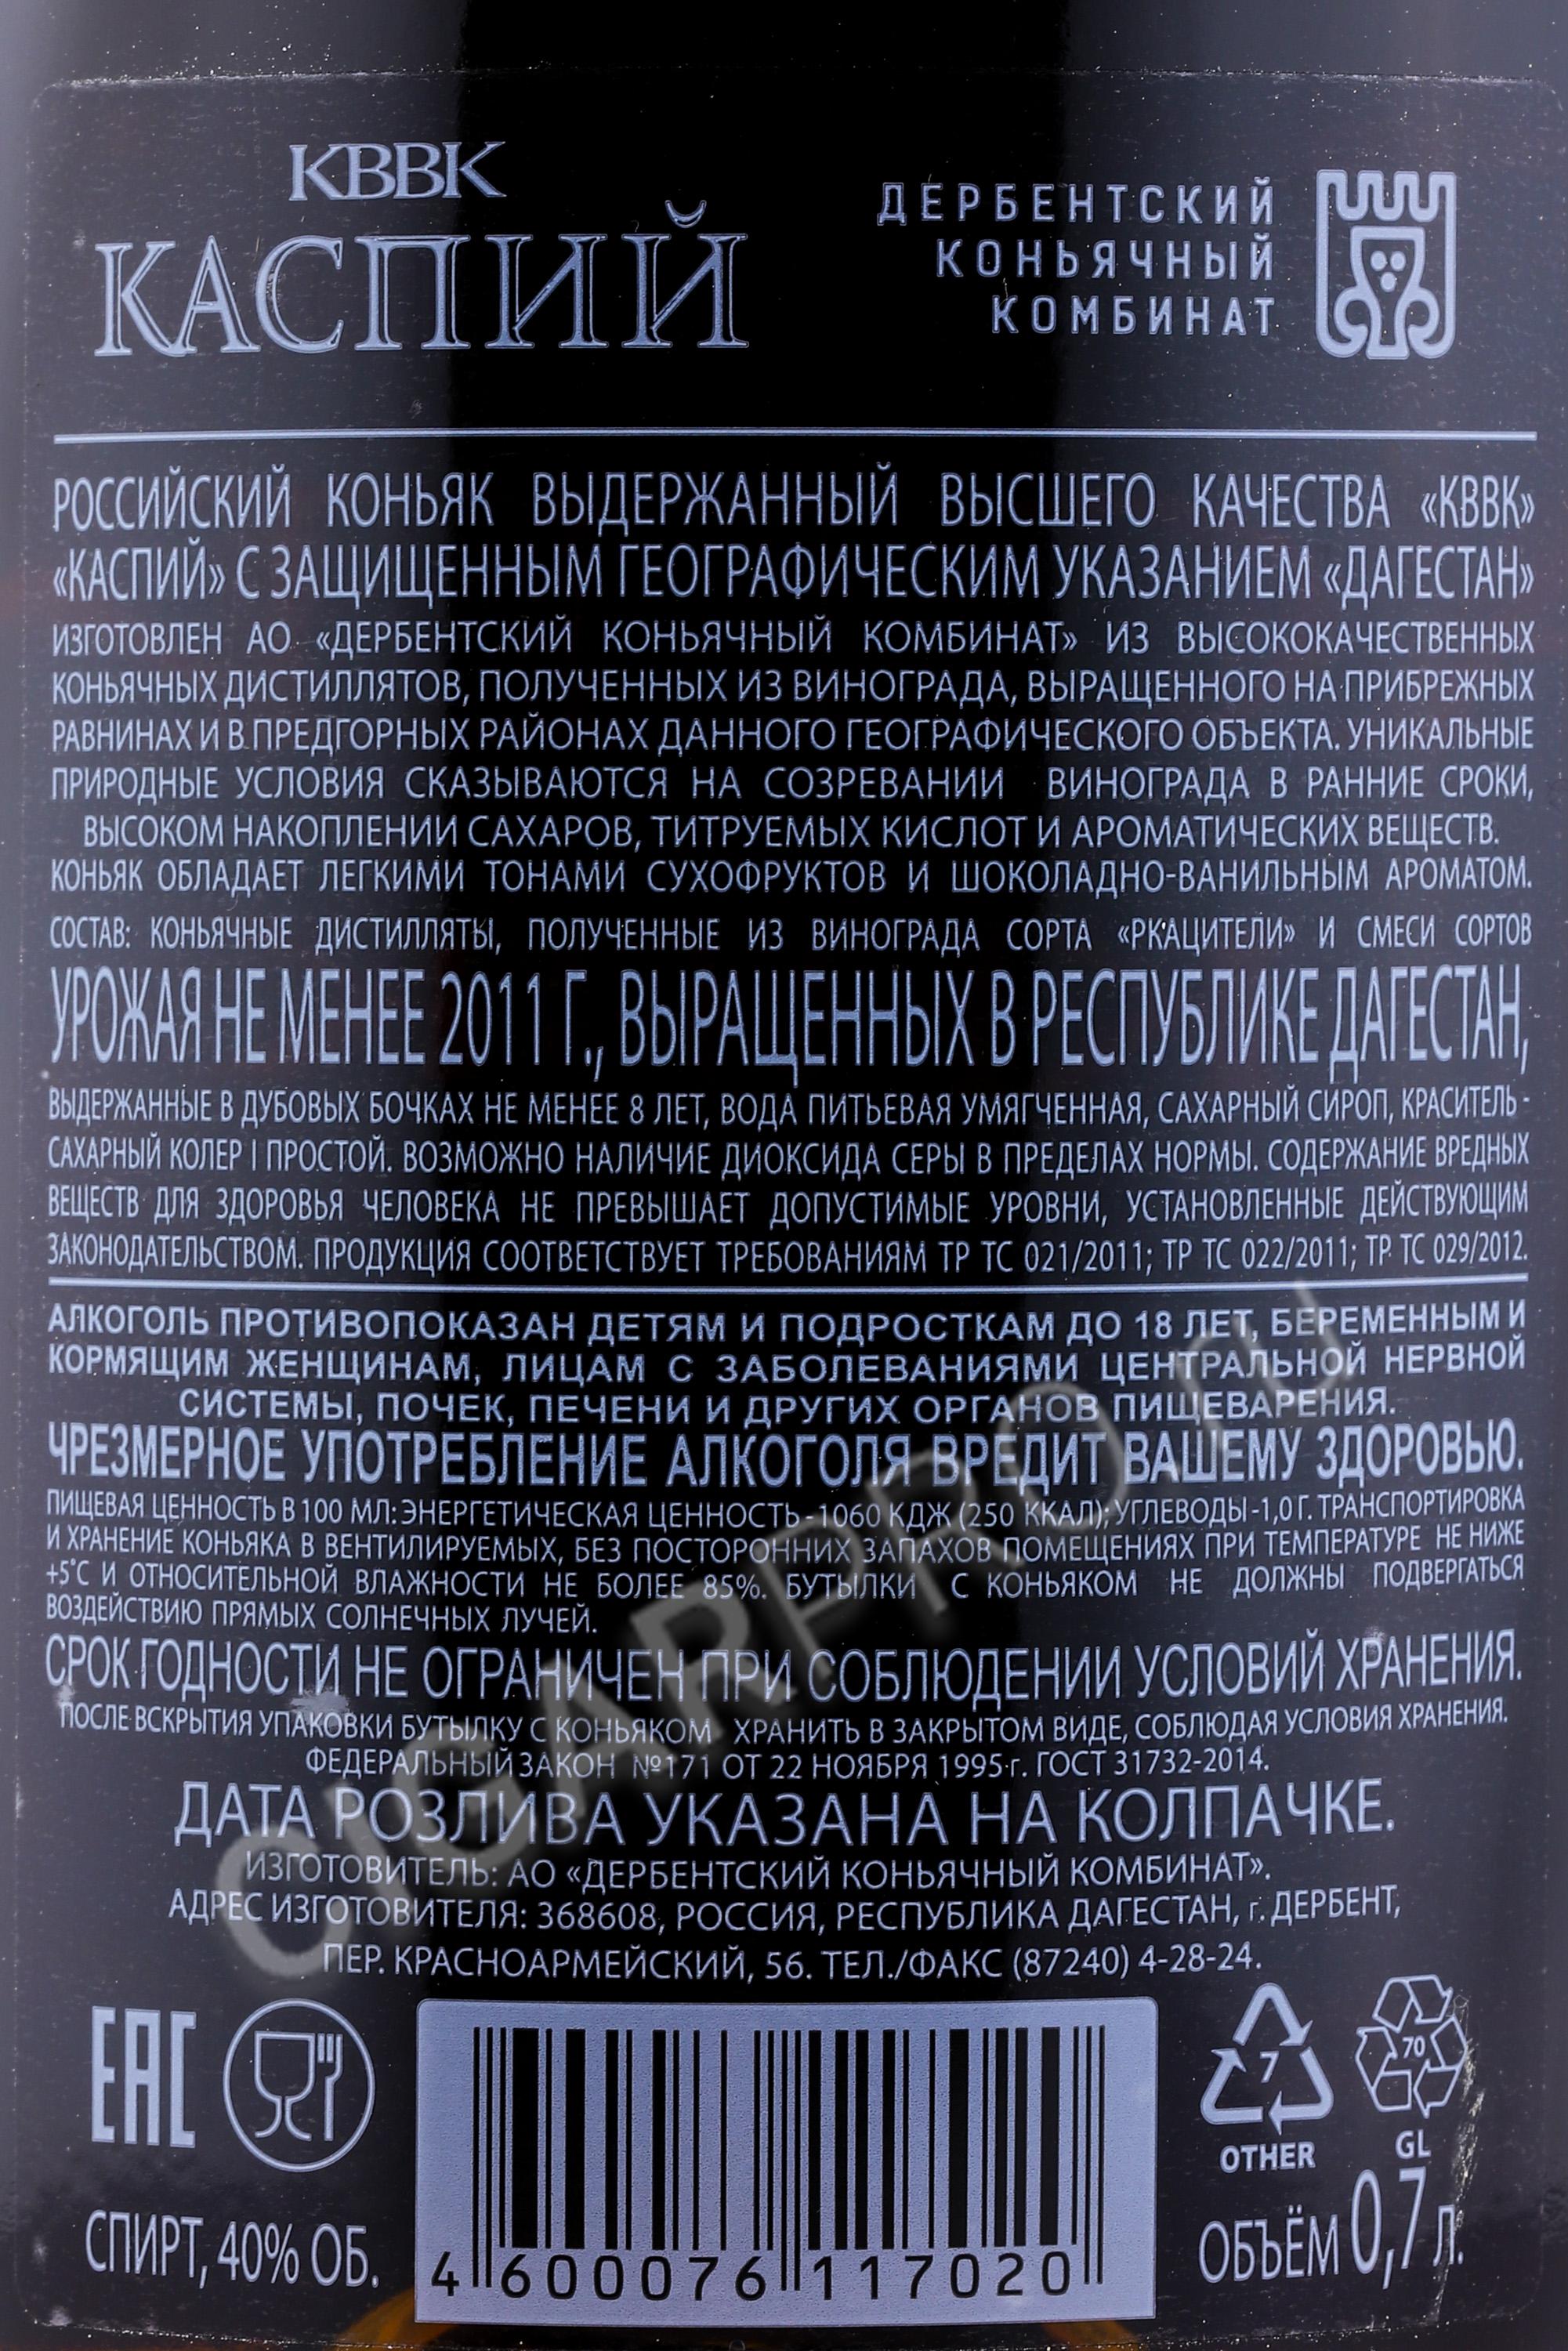 КВВК
КАСПИЙ
ДЕРБЕНТСКИЙ
КОНЬЯЧНЫЙ
КОМБИНАТ
РОССИЙСКИЙ КОНЬЯК ВЫДЕРЖАННЫЙ ВЫСШЕГО КАЧЕСТВА «КВВК»
«КАСПИЙ» С ЗАЩИЩЕННЫМ ГЕОГРАФИЧЕСКИМ УКАЗАНИЕМ «ДАГЕСТАН»
ИЗГОТОВЛЕН АО «ДЕРБЕНТСКИЙ КОНЬЯЧНЫЙ КОМБИНАТ» ИЗ ВЫСОКОКАЧЕСТВЕННЫХ
КОНЬЯЧНЫХ ДИСТИЛЛЯТОВ, ПОЛУЧЕННЫХ ИЗ ВИНОГРАДА, ВЫРАЩЕННОГО НА ПРИБРЕЖНЫХ
РАВНИНАХ И В ПРЕДГОРНЫХ РАЙОНАХ ДАННОГО ГЕОГРАФИЧЕСКОГО ОБЪЕКТА. УНИКАЛЬНЫЕ
ПРИРОДНЫЕ УСЛОВИЯ СКАЗЫВАЮТСЯ НА СОЗРЕВАНИИ ВИНОГРАДА В РАННИЕ СРОКИ,
ВЫСОКОМ НАКОПЛЕНИИ САХАРОВ, ТИТРУЕМЫХ КИСЛОТ И АРОМАТИЧЕСКИХ ВЕЩЕСТВ.
КОНЬЯК ОБЛАДАЕТ ЛЕГКИМИ ТОНАМИ СУХОФРУКТОВ И ШОКОЛАДНО-ВАНИЛЬНЫМ АРОМАТОМ.
СОСТАВ: КОНЬЯЧНЫЕ ДИСТИЛЛЯТЫ, ПОЛУЧЕННЫЕ ИЗ ВИНОГРАДА СОРТА «РКАЦИТЕЛИ» И СМЕСИ СОРТОВ
УРОЖАЯ НЕ МЕНЕЕ 2011 Г., ВЫРАЩЕННЫХ В РЕСПУБЛИКЕ ДАГЕСТАН,
ВЫДЕРЖАННЫЕ В ДУБОВЫХ БОЧКАХ НЕ МЕНЕЕ 8 ЛЕТ, ВОДА ПИТЬЕВАЯ УМЯГЧЕННАЯ, САХАРНЫЙ СИРОП, КРАСИТЕЛЬ -
САХАРНЫЙ КОЛЕР I ПРОСТОЙ. ВОЗМОЖНО НАЛИЧИЕ ДИОКСИДА СЕРЫ В ПРЕДЕЛАХ НОРМЫ. СОДЕРЖАНИЕ ВРЕДНЫХ
ВЕЩЕСТВ ДЛЯ ЗДОРОВЬЯ ЧЕЛОВЕКА НЕ ПРЕВЫШАЕТ ДОПУСТИМЫЕ УРОВНИ, УСТАНОВЛЕННЫЕ ДЕЙСТВУЮЩИМ
ЗАКОНОДАТЕЛЬСТВОМ. ПРОДУКЦИЯ СООТВЕТСТВУЕТ ТРЕБОВАНИЯМ ТР ТС 021/2011; ТР ТС 022/2011; ТР ТС 029/2012.
АЛКОГОЛЬ ПРОТИВОПОКАЗАН ДЕТЯМ И ПОДРОСТКАМ ДО 18 ЛЕТ, БЕРЕМЕННЫМ И
КОРМЯЩИМ ЖЕНЩИНАМ, ЛИЦАМ С ЗАБОЛЕВАНИЯМИ ЦЕНТРАЛЬНОЙ НЕРВНОЙ
СИСТЕМЫ, ПОЧЕК, ПЕЧЕНИ И ДРУГИХ ОРГАНОВ ПИЩЕВАРЕНИЯ.
ЧРЕЗМЕРНОЕ УПОТРЕБЛЕНИЕ АЛКОГОЛЯ ВРЕДИТ ВАШЕМУ ЗДОРОВЬЮ.
ПИЩЕВАЯ ЦЕННОСТЬ В 100 МЛ: ЭНЕРГЕТИЧЕСКАЯ ЦЕННОСТЬ - 1060 КДЖ (250 ККАЛ); УГЛЕВОДЫ -1,0 Г. ТРАНСПОРТИРОВКА
И ХРАНЕНИЕ КОНЬЯКА В ВЕНТИЛИРУЕМЫХ, БЕЗ ПОСТОРОННИХ ЗАПАХОВ ПОМЕЩЕНИЯХ ПРИ ТЕМПЕРАТУРЕ НЕ НИЖЕ
+5°С И ОТНОСИТЕЛЬНОЙ ВЛАЖНОСТИ НЕ БОЛЕЕ 85%. БУТЫЛКИ С КОНЬЯКОМ НЕ ДОЛЖНЫ ПОДВЕРГАТЬСЯ
ВОЗДЕЙСТВИЮ ПРЯМЫХ СОЛНЕЧНЫХ ЛУЧЕЙ.
СРОК ГОДНОСТИ НЕ ОГРАНИЧЕН ПРИ СОБЛЮДЕНИИ УСЛОВИЙ ХРАНЕНИЯ.
ПОСЛЕ ВСКРЫТИЯ УПАКОВКИ БУТЫЛКУ С КОНЬЯКОМ ХРАНИТЬ В ЗАКРЫТОМ ВИДЕ, СОБЛЮДАЯ УСЛОВИЯ ХРАНЕНИЯ.
ФЕДЕРАЛЬНЫЙ ЗАКОН №171 ОТ 22 НОЯБРЯ 1995 г. ГОСТ 31732-2014.
ДАТА РОЗЛИВА УКАЗАНА НА КОЛПАЧКЕ.
ИЗГОТОВИТЕЛЬ: АО «ДЕРБЕНТСКИЙ КОНЬЯЧНЫЙ КОМБИНАТ».
АДРЕС ИЗГОТОВИТЕЛЯ: 368608, РОССИЯ, РЕСПУБЛИКА ДАГЕСТАН, г. ДЕРБЕНТ,
ПЕР. КРАСНОАРМЕЙСКИЙ, 56. ТЕЛ./ФАКС (87240) 4-28-24.
CIGARPRO.ru
EAC
7
OTHER
70
GL
СПИРТ, 40% ОБ.
4 600076 117020
ОБЪЁМ 0,7 Л.